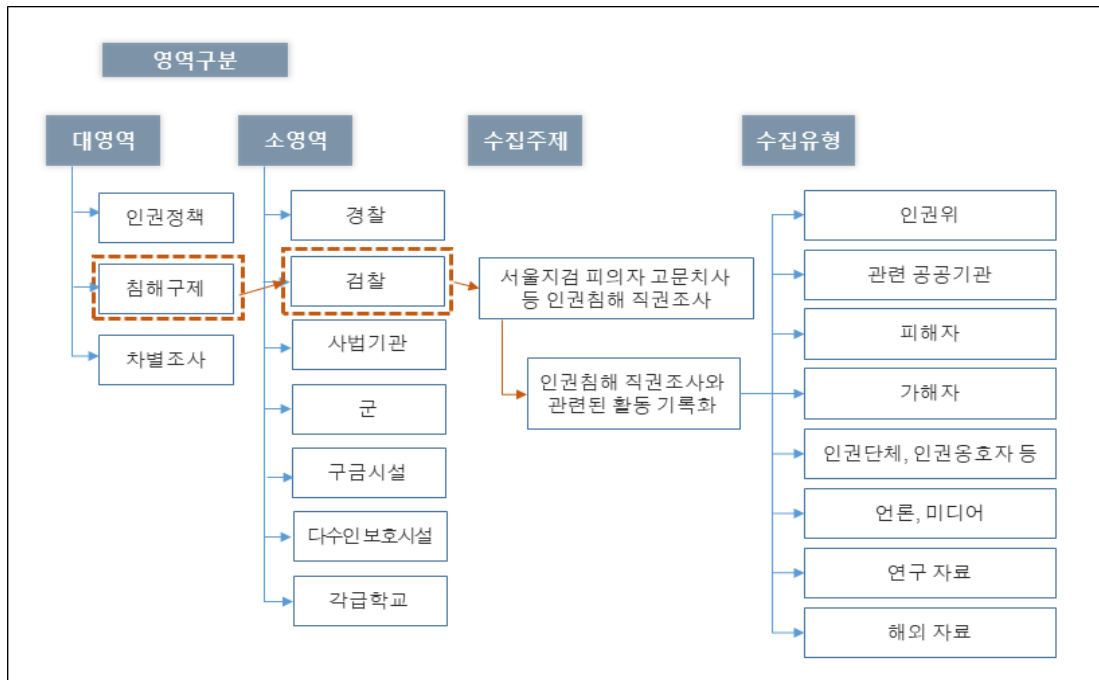 영역구분
대영역
소영역
수집주제
수집유형
인권정책
침해구제
차별조사
경찰
검찰
사법기관
군
구금시설
다수인 보호시설
각급학교
서울지검 피의자 고문치사
등 인권침해 직권조사
인권침해 직권조사와
관련된 활동 기록화
인권위
관련 공공기관
피해자
가해자
인권단체, 인권옹호자 등
언론, 미디어
연구 자료
해외 자료